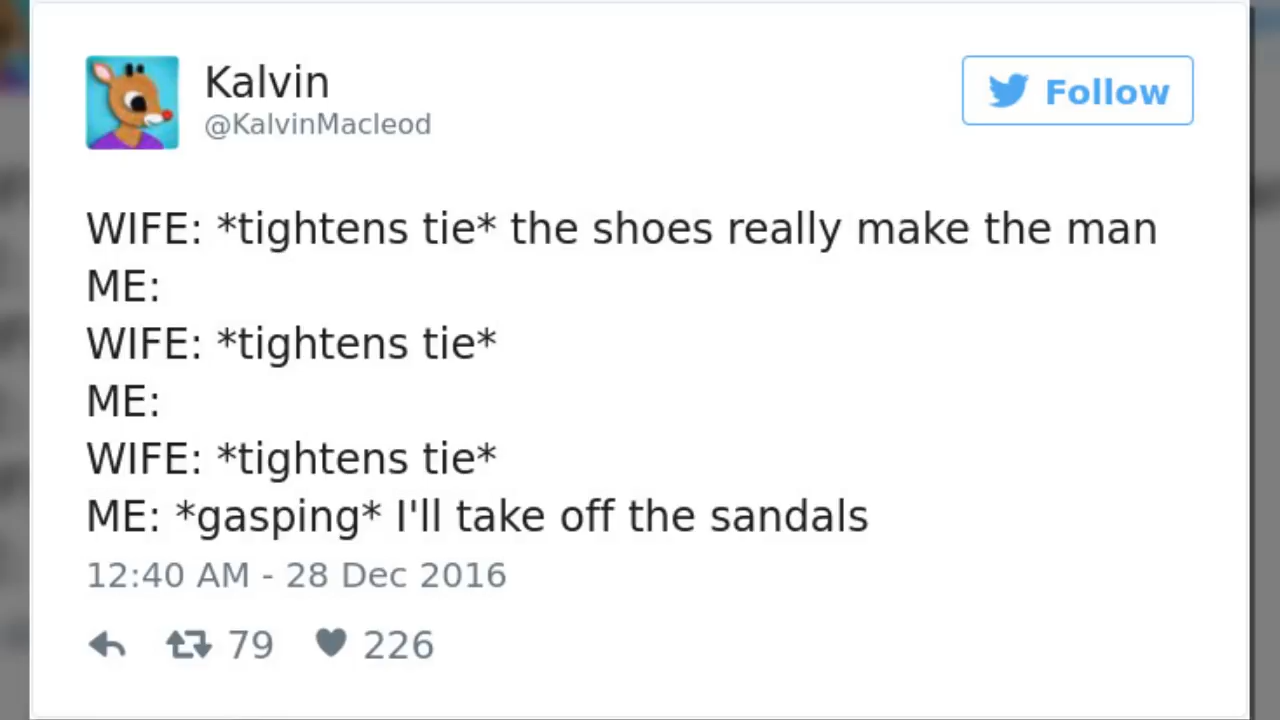 Kalvin
@KalvinMacleod
Follow
WIFE: *tightens tie* the shoes really make the man
ME:
WIFE: *tightens tie*
ME:
WIFE: *tightens tie*
ME: *gasping* I'll take off the sandals
12:40 AM - 28 Dec 2016
79 226